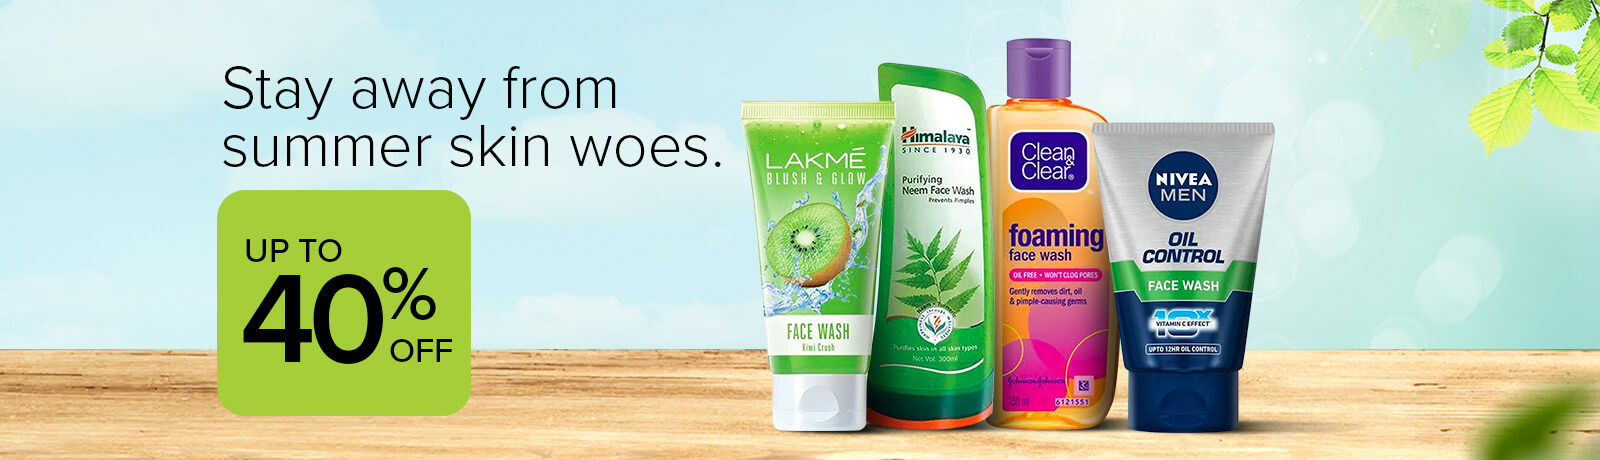 Stay away from
summer skin woes.
UP TO
40%
OFF
LAKMÉ
BLUSH & GLOW
FACE WASH
Kiwi Crush
Himalaya
SINCE 1930
Purifying
Neem Face Wash
Prevents Pimples
Purifies skin in all skin types
Net Vol. 300ml
Clean
&
Clear®
foaming
face wash
OIL FREE • WON'T CLOG PORES
Gently removes dirt, oil
& pimple-causing germs
Johnson & Johnson
150 ml
6121551
NIVEA
MEN
OIL
CONTROL
FACE WASH
10X
VITAMIN C EFFECT
UPTO 12HR OIL CONTROL